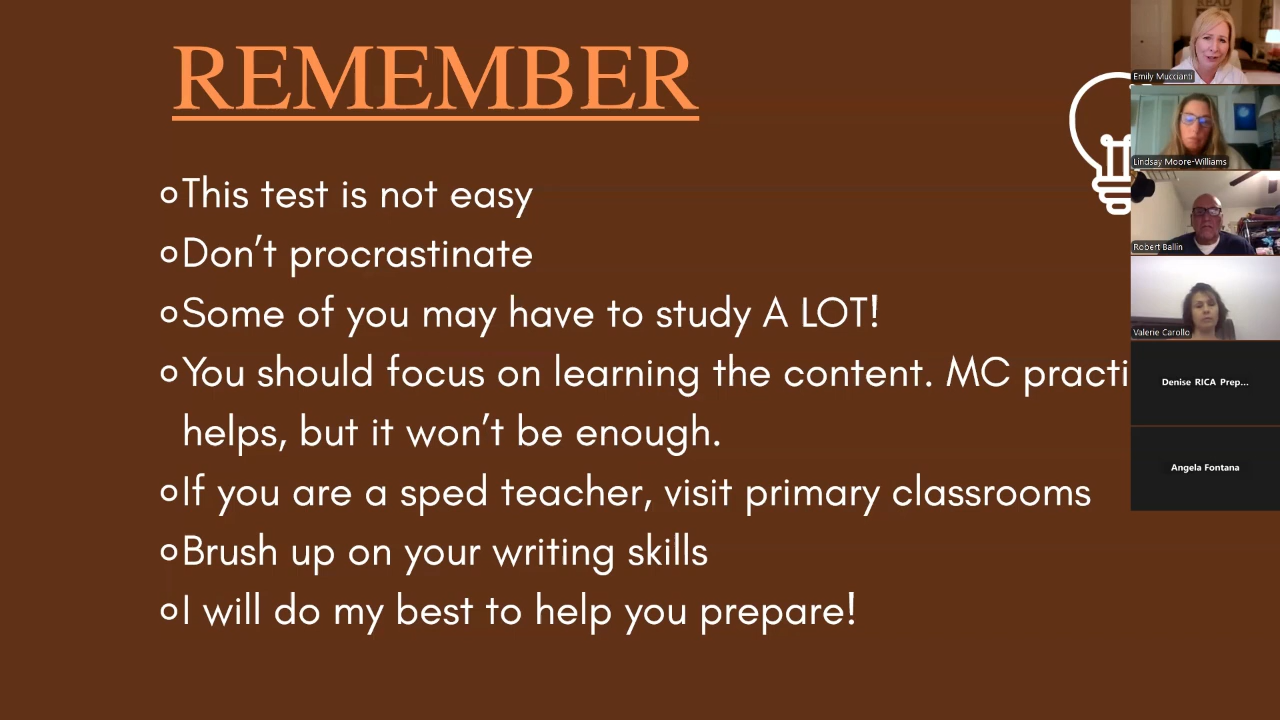 REMEMBER
This test is not easy
Don’t procrastinate
Some of you may have to study A LOT!
You should focus on learning the content. MC practi
helps, but it won’t be enough.
If you are a sped teacher, visit primary classrooms
Brush up on your writing skills
I will do my best to help you prepare!
READ
Emily Muccianti
Lindsay Moore-Williams
Robert Ballin
Valerie Carollo
Denise RICA Prep...
Angela Fontana